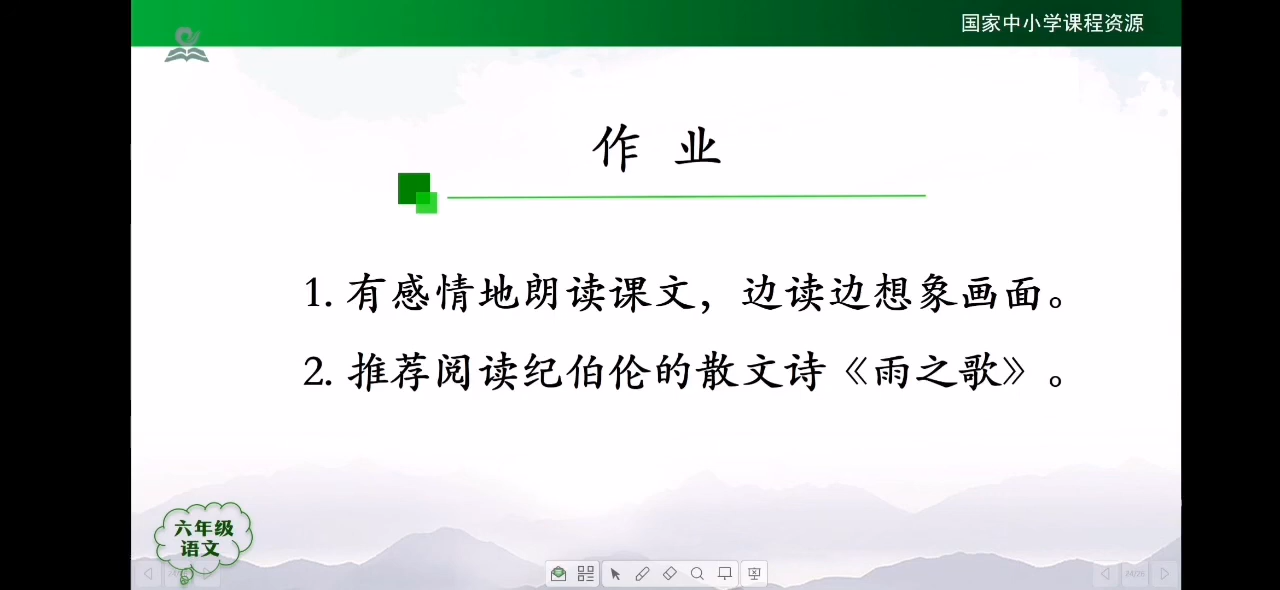 国家中小学课程资源
作 业
1. 有感情地朗读课文，边读边想象画面。
2. 推荐阅读纪伯伦的散文诗《雨之歌》。
六年级
语文
24/26